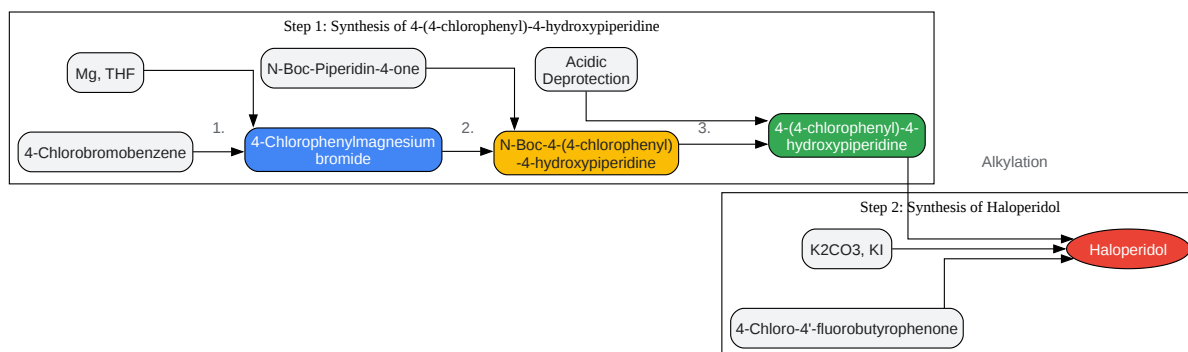 Step 1: Synthesis of 4-(4-chlorophenyl)-4-hydroxypiperidine
Mg, THF
N-Boc-Piperidin-4-one
Acidic
Deprotection
1.
2.
3.
4-Chlorobromobenzene
4-Chlorophenylmagnesium
bromide
N-Boc-4-(4-chlorophenyl)
-4-hydroxypiperidine
4-(4-chlorophenyl)-4-
hydroxypiperidine
Alkylation
Step 2: Synthesis of Haloperidol
K2CO3, KI
Haloperidol
4-Chloro-4'-fluorobutyrophenone